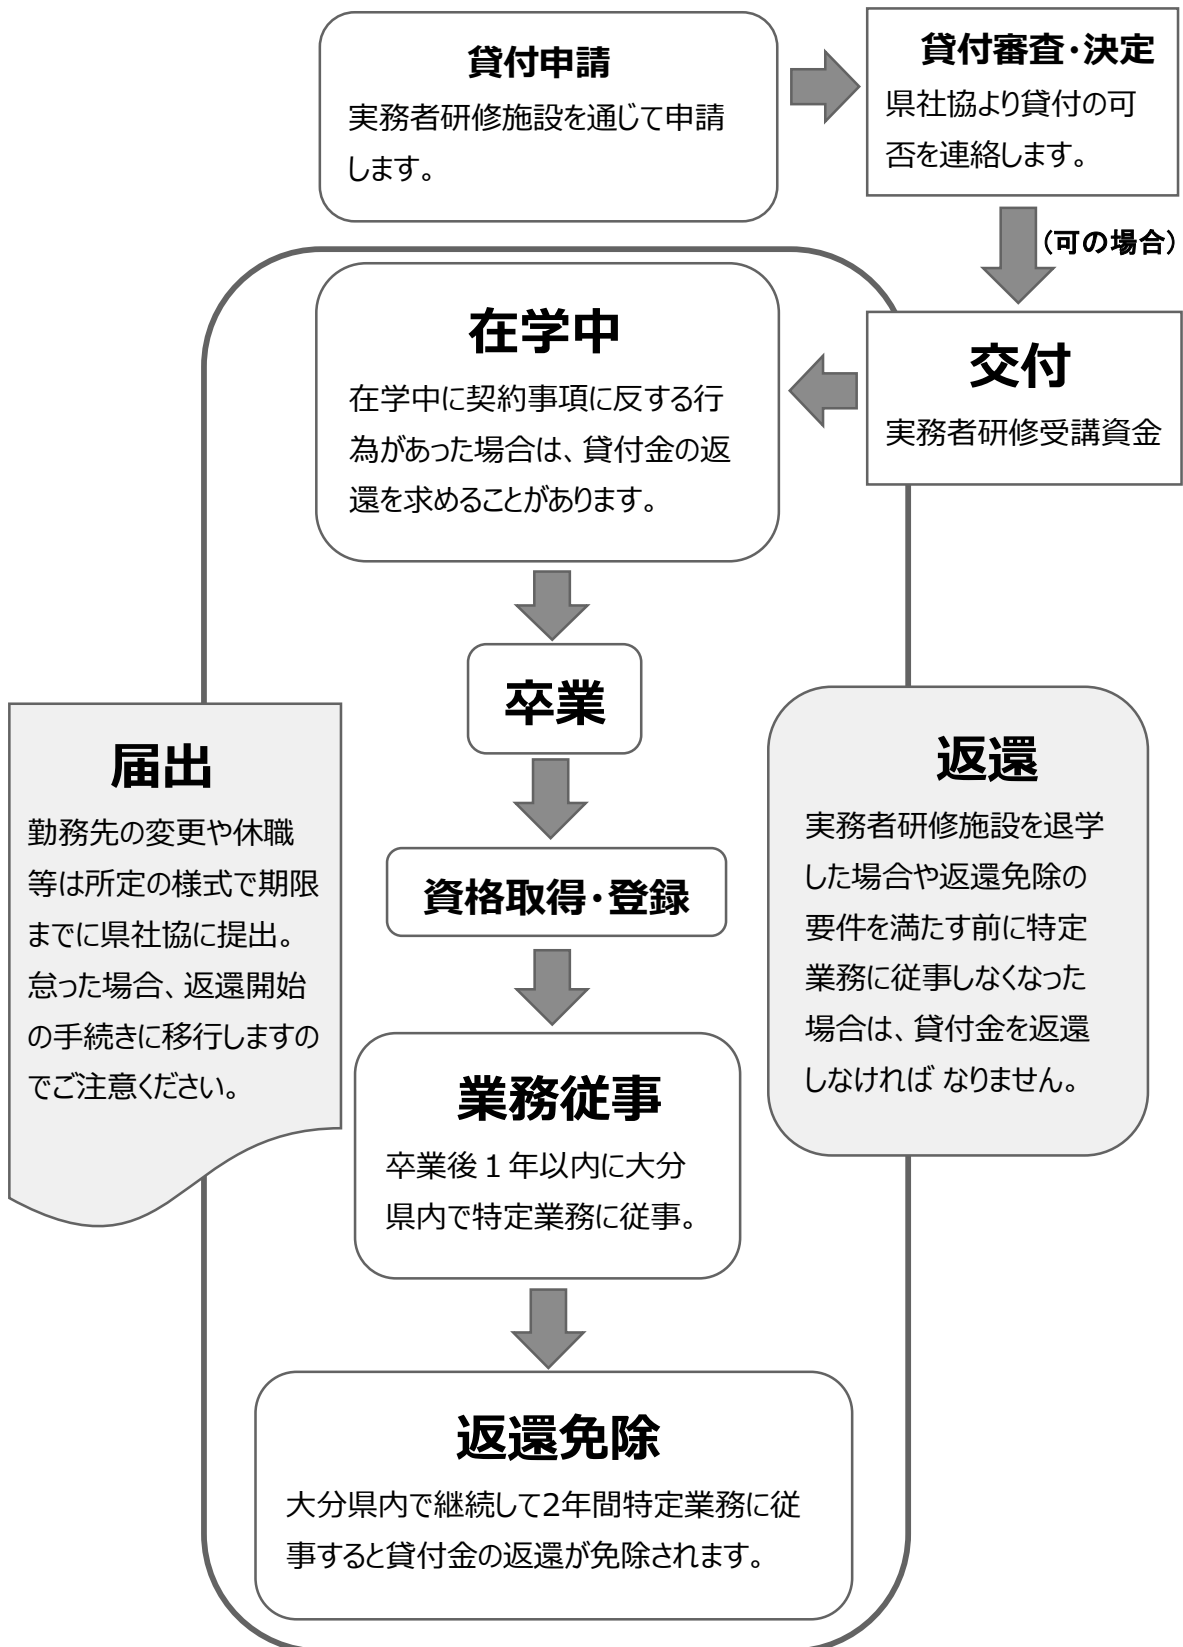 貸付申請
実務者研修施設を通じて申請
します。
貸付審査・決定
県社協より貸付の可
否を連絡します。
(可の場合)
交付
実務者研修受講資金
在学中
在学中に契約事項に反する行
為があった場合は、貸付金の返
還を求めることがあります。
卒業
資格取得・登録
業務従事
卒業後１年以内に大分
県内で特定業務に従事。
返還免除
大分県内で継続して2年間特定業務に従
事すると貸付金の返還が免除されます。
届出
勤務先の変更や休職
等は所定の様式で期限
までに県社協に提出。
怠った場合、返還開始
の手続きに移行しますの
でご注意ください。
返還
実務者研修施設を退学
した場合や返還免除の
要件を満たす前に特定
業務に従事しなくなった
場合は、貸付金を返還
しなければ なりません。